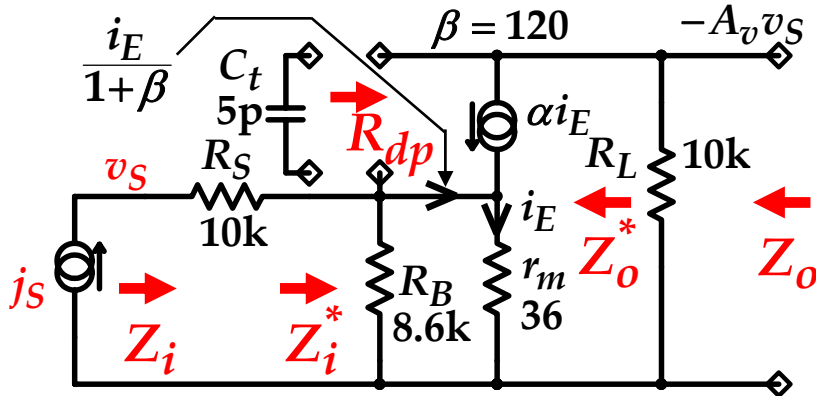 i_E
1+β
C_t
5p
β = 120
−A_v v_S
R_dp
αi_E
R_L
10k
v_S
R_S
10k
i_E
j_S
Z_i
Z_i^*
R_B
8.6k
r_m
36
Z_o^*
Z_o